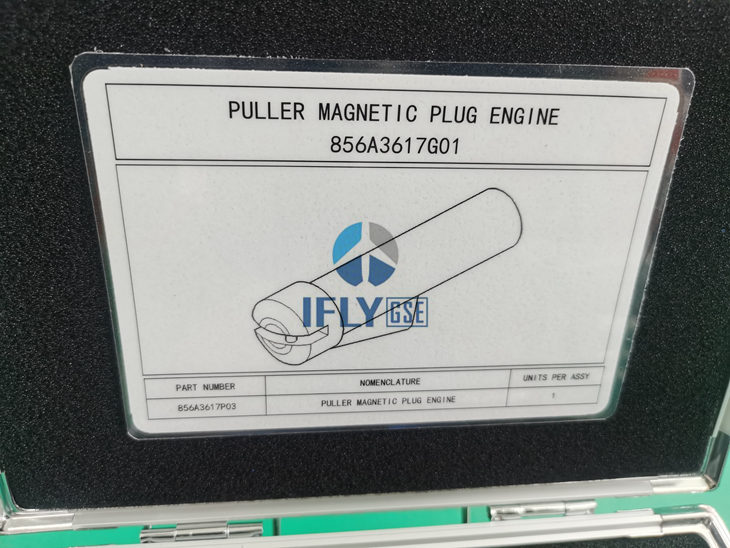 PULLER MAGNETIC PLUG ENGINE
856A3617G01
IFLY GSE
PART NUMBER NOMENCLATURE UNITS PER ASSY
856A3617P03 PULLER MAGNETIC PLUG ENGINE 1